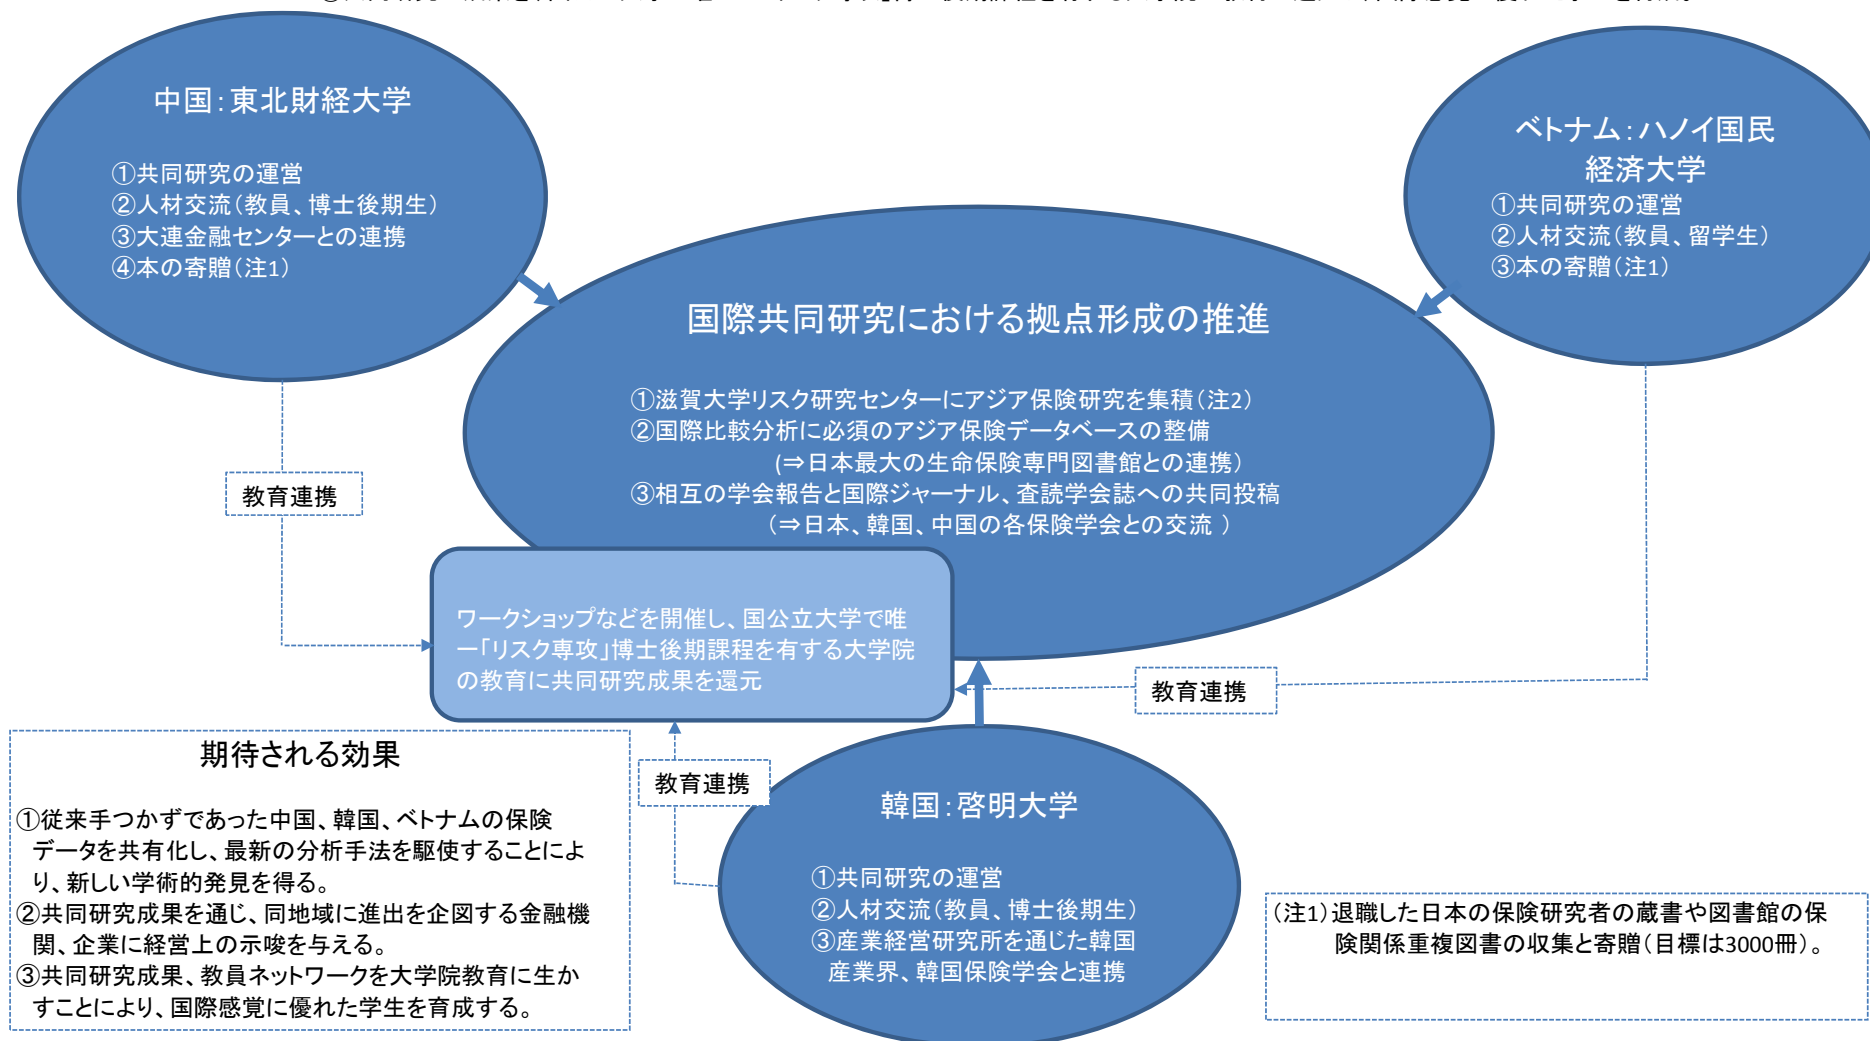 中国：東北財経大学
①共同研究の運営
②人材交流（教員、博士後期生）
③大連金融センターとの連携
④本の寄贈（注1）
ベトナム：ハノイ国民
経済大学
①共同研究の運営
②人材交流（教員、留学生）
③本の寄贈（注1）
国際共同研究における拠点形成の推進
①滋賀大学リスク研究センターにアジア保険研究を集積（注2）
②国際比較分析に必須のアジア保険データベースの整備
(⇒日本最大の生命保険専門図書館との連携）
③相互の学会報告と国際ジャーナル、査読学会誌への共同投稿
（⇒日本、韓国、中国の各保険学会との交流 ）
教育連携
ワークショップなどを開催し、国公立大学で唯
一「リスク専攻」博士後期課程を有する大学院
の教育に共同研究成果を還元
教育連携
教育連携
期待される効果
①従来手つかずであった中国、韓国、ベトナムの保険
データを共有化し、最新の分析手法を駆使することによ
り、新しい学術的発見を得る。
②共同研究成果を通じ、同地域に進出を企図する金融機
関、企業に経営上の示唆を与える。
③共同研究成果、教員ネットワークを大学院教育に生か
すことにより、国際感覚に優れた学生を育成する。
韓国：啓明大学
①共同研究の運営
②人材交流（教員、博士後期生）
③産業経営研究所を通じた韓国
産業界、韓国保険学会と連携
（注1）退職した日本の保険研究者の蔵書や図書館の保
険関係重複図書の収集と寄贈（目標は3000冊）。